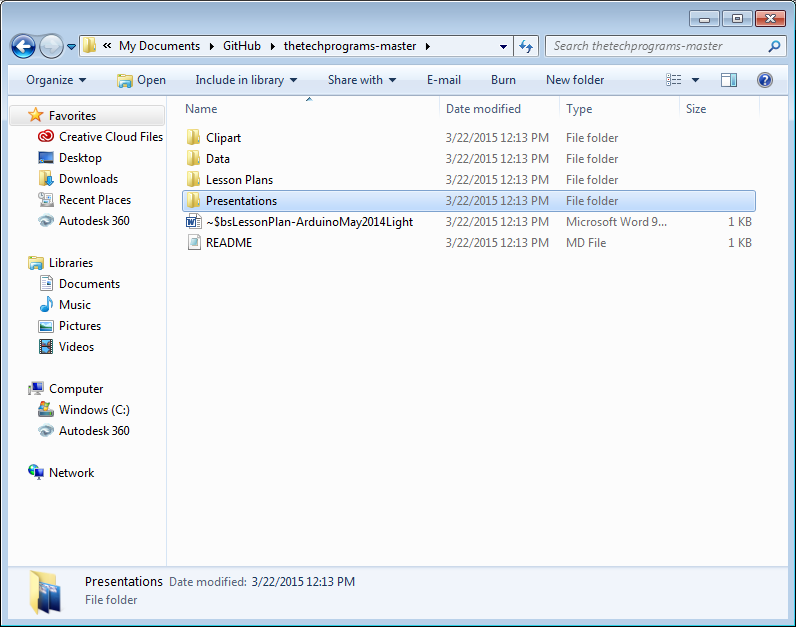 « My Documents ▸ GitHub ▸ thetechprograms-master ▸ Search thetechprograms-master
Organize Open Include in library Share with E-mail Burn New folder
Name Date modified Type Size
Favorites
Creative Cloud Files
Desktop
Downloads
Recent Places
Autodesk 360
Libraries
Documents
Music
Pictures
Videos
Computer
Windows (C:)
Autodesk 360
Network
Clipart 3/22/2015 12:13 PM File folder
Data 3/22/2015 12:13 PM File folder
Lesson Plans 3/22/2015 12:13 PM File folder
Presentations 3/22/2015 12:13 PM File folder
~$bsLessonPlan-ArduinoMay2014Light 3/22/2015 12:13 PM Microsoft Word 9... 1 KB
README 3/22/2015 12:13 PM MD File 1 KB
Presentations Date modified: 3/22/2015 12:13 PM
File folder